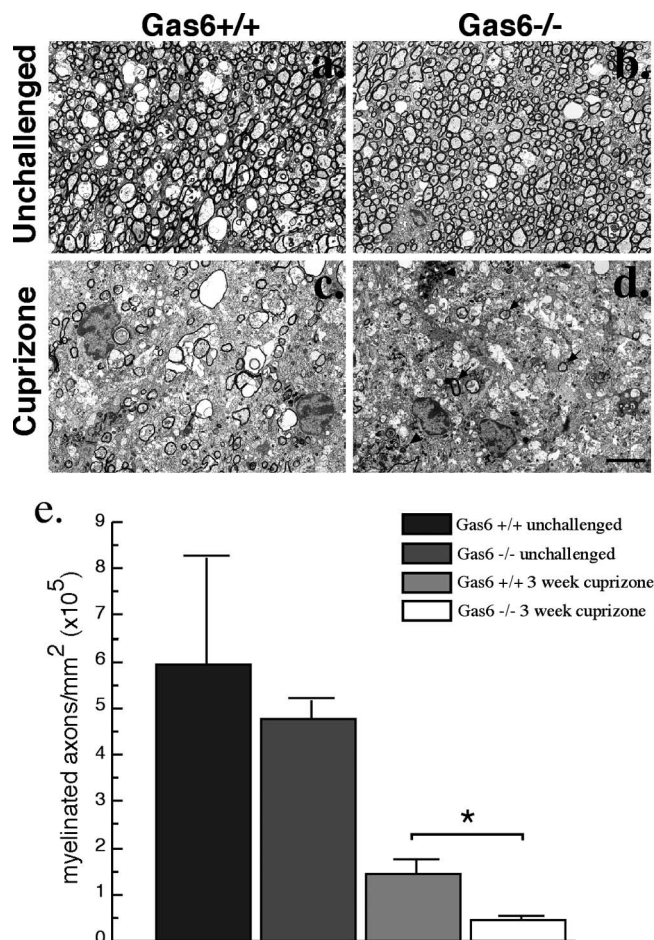 Gas6+/+
Gas6-/-
Unchallenged
a.
b.
Cuprizone
c.
d.
e.
9
8
7
6
5
4
3
2
1
0
myelinated axons/mm² (x10⁵)
Gas6 +/+ unchallenged
Gas6 -/- unchallenged
Gas6 +/+ 3 week cuprizone
Gas6 -/- 3 week cuprizone
*